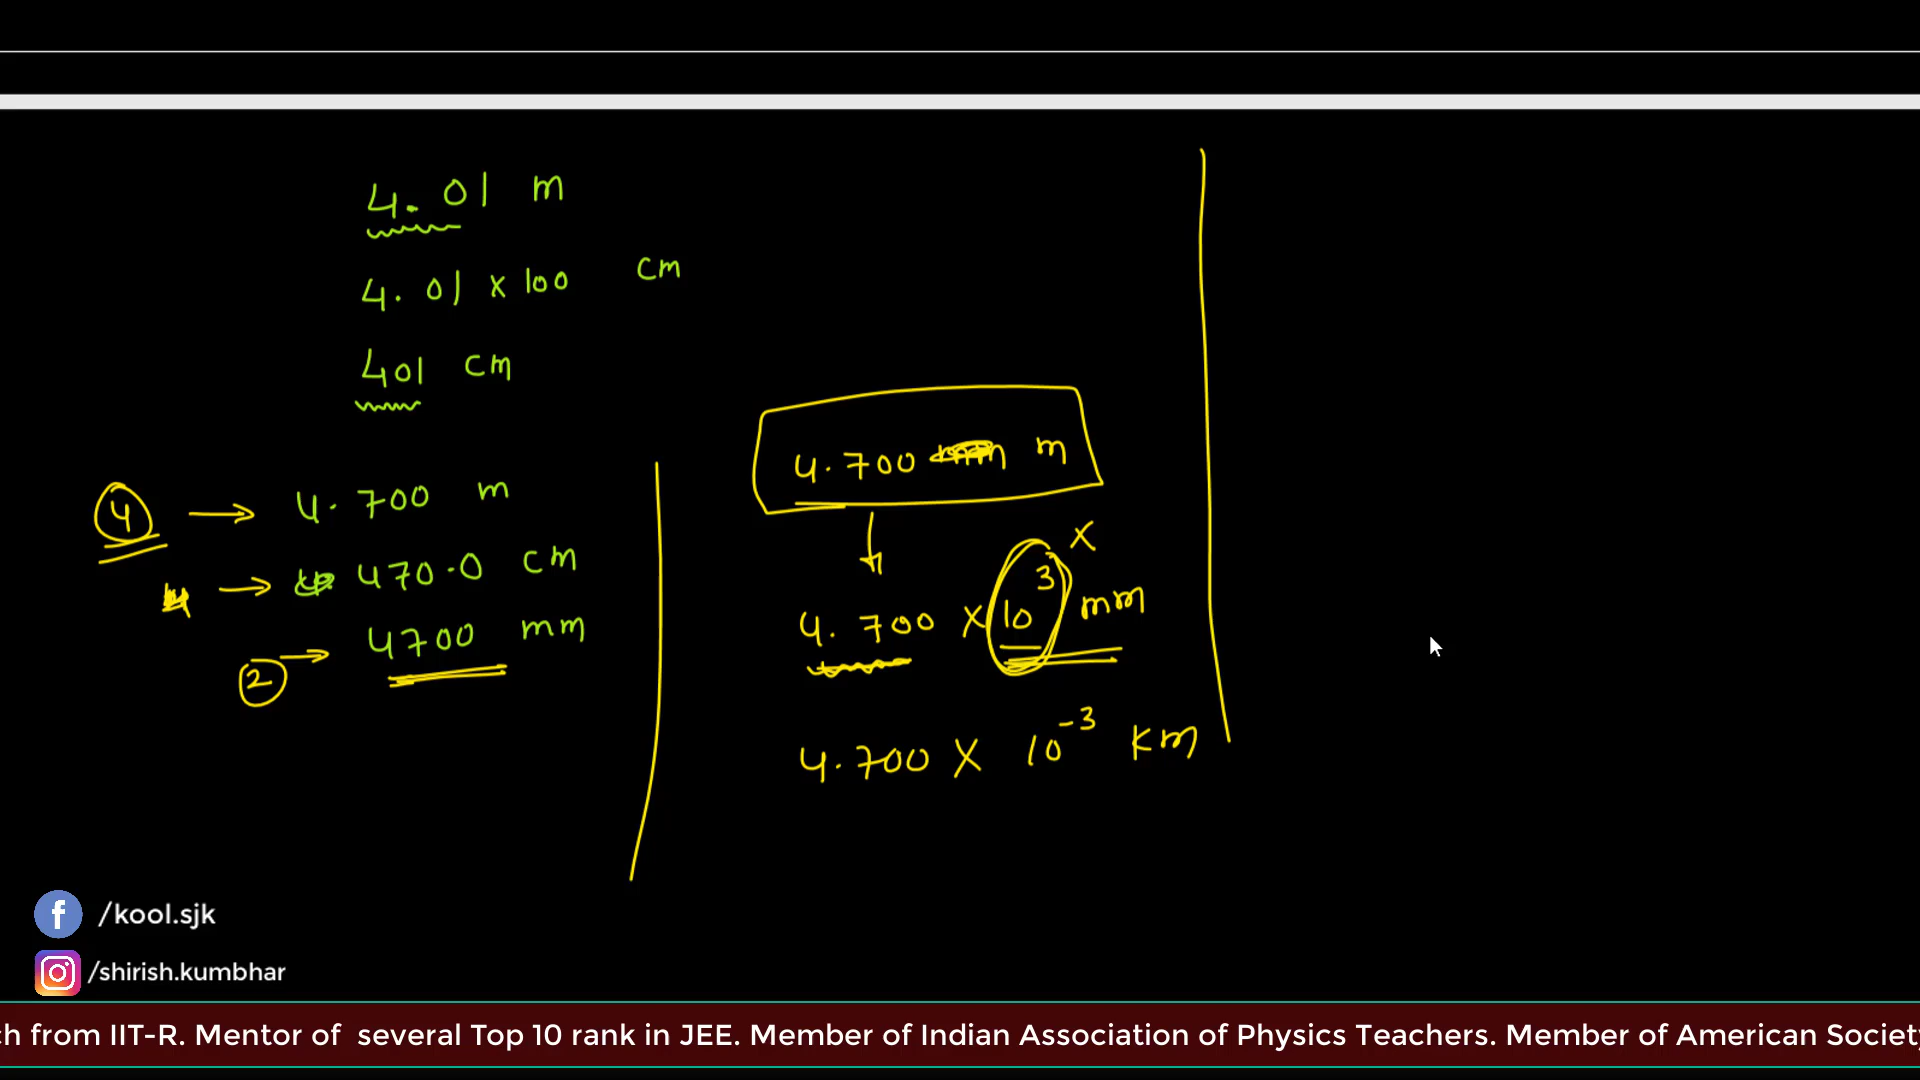 4.01 m
4.01 x 100 cm
401 cm
4 → 4.700 m
→ 470.0 cm
2 → 4700 mm
4.700 m
4.700 x 10³ mm
x
4.700 x 10⁻³ km
/kool.sjk
/shirish.kumbhar
ch from IIT-R. Mentor of several Top 10 rank in JEE. Member of Indian Association of Physics Teachers. Member of American Society